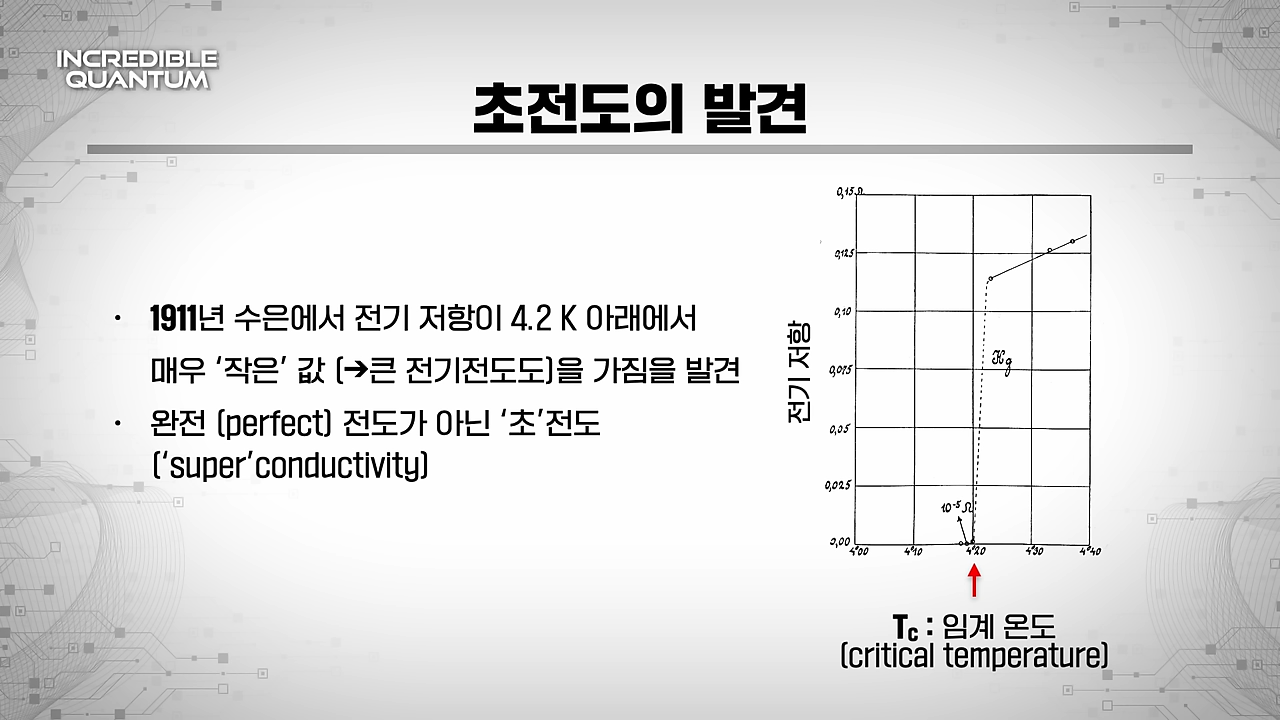 INCREDIBLE
QUANTUM
초전도의 발견
· 1911년 수은에서 전기 저항이 4.2 K 아래에서
매우 ‘작은’ 값 (➔큰 전기전도도)을 가짐을 발견
· 완전 (perfect) 전도가 아닌 ‘초’전도
(‘super’conductivity)
전기 저항
0,15 Ω
0,125
0,10
0,075
0,05
0,025
0,00
Hg
10⁻⁵ Ω
4°00 4°10 4°20 4°30 4°40
Tc : 임계 온도
(critical temperature)